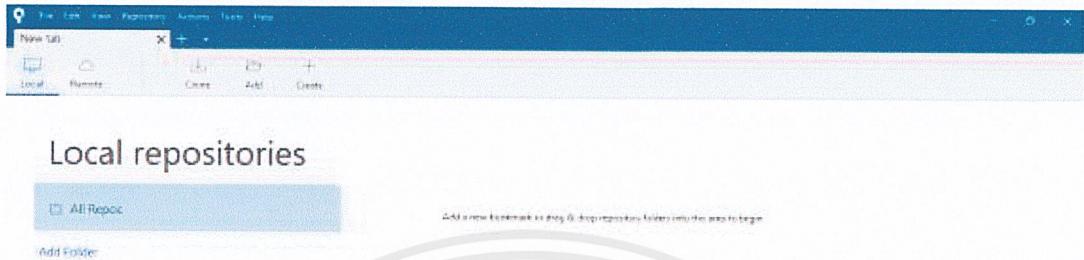 File Edit View Repository Actions Tools Help
New tab
Local Remote Clone Add Create
Local repositories
All Repos
Add a new bookmark or drag & drop repository folders into this area to begin
Add Folder